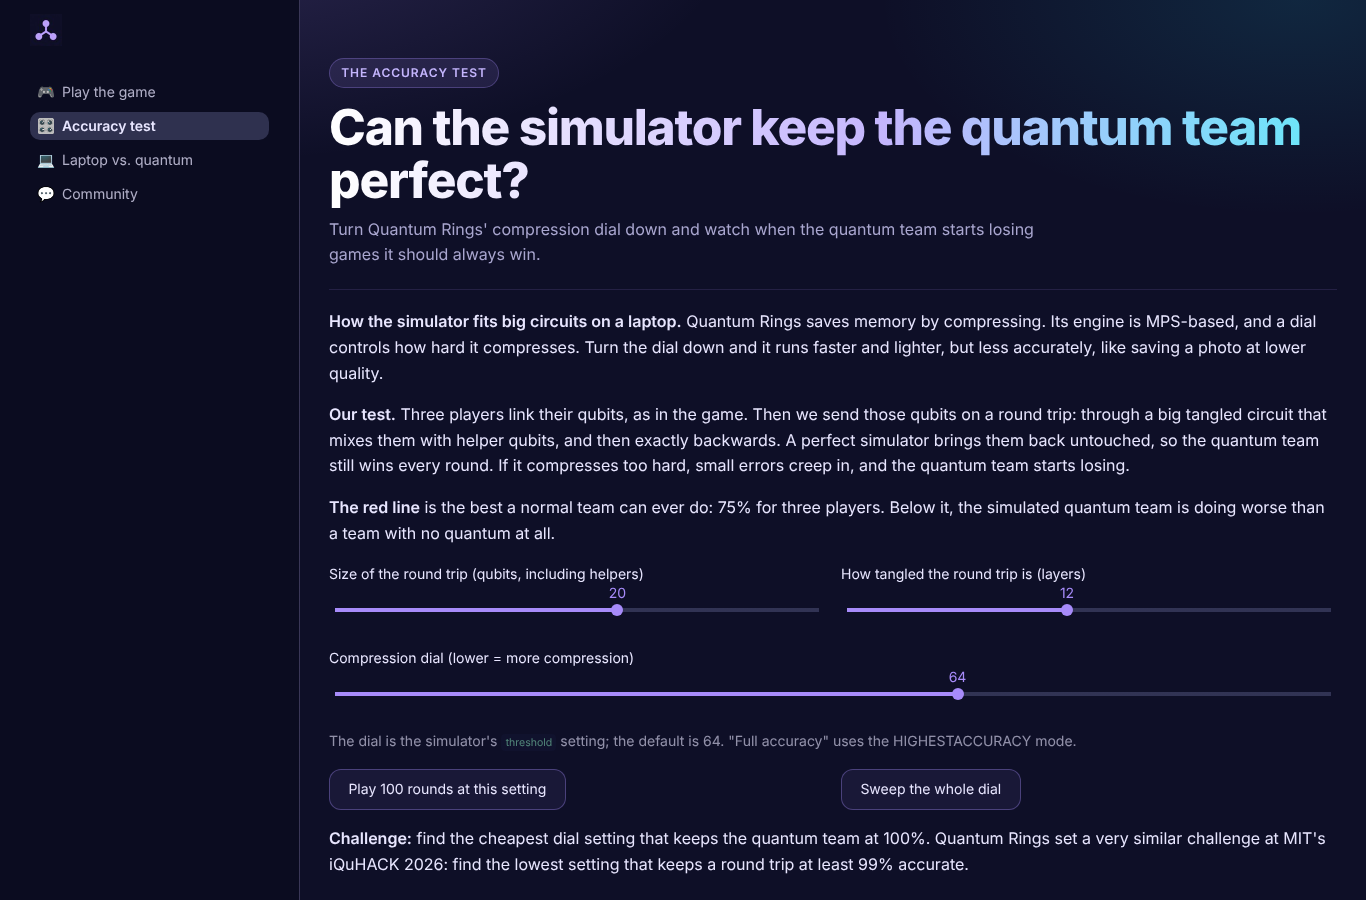 Play the game
Accuracy test
Laptop vs. quantum
Community
THE ACCURACY TEST
Can the simulator keep the quantum team
perfect?
Turn Quantum Rings' compression dial down and watch when the quantum team starts losing
games it should always win.
How the simulator fits big circuits on a laptop. Quantum Rings saves memory by compressing. Its engine is MPS-based, and a dial
controls how hard it compresses. Turn the dial down and it runs faster and lighter, but less accurately, like saving a photo at lower
quality.
Our test. Three players link their qubits, as in the game. Then we send those qubits on a round trip: through a big tangled circuit that
mixes them with helper qubits, and then exactly backwards. A perfect simulator brings them back untouched, so the quantum team
still wins every round. If it compresses too hard, small errors creep in, and the quantum team starts losing.
The red line is the best a normal team can ever do: 75% for three players. Below it, the simulated quantum team is doing worse than
a team with no quantum at all.
Size of the round trip (qubits, including helpers)
20
How tangled the round trip is (layers)
12
Compression dial (lower = more compression)
64
The dial is the simulator's threshold setting; the default is 64. "Full accuracy" uses the HIGHESTACCURACY mode.
Play 100 rounds at this setting
Sweep the whole dial
Challenge: find the cheapest dial setting that keeps the quantum team at 100%. Quantum Rings set a very similar challenge at MIT's
iQuHACK 2026: find the lowest setting that keeps a round trip at least 99% accurate.